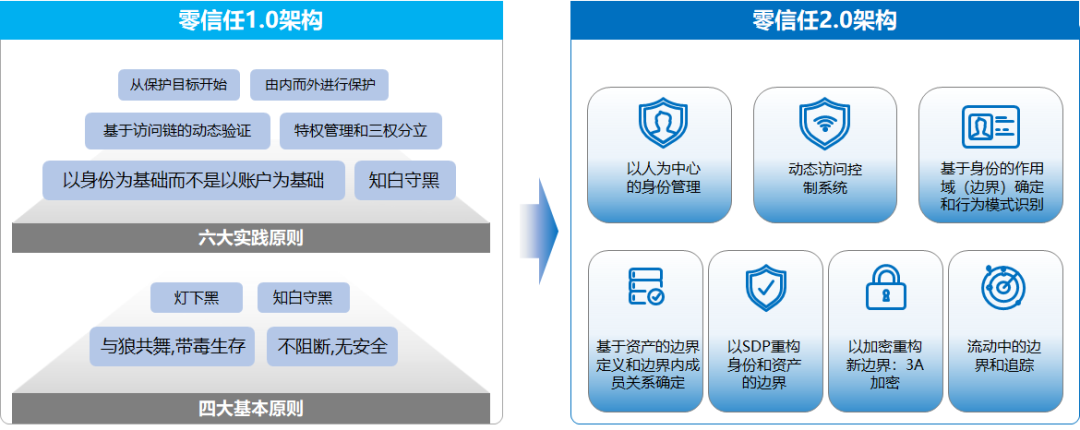 零信任1.0架构
从保护目标开始
由内而外进行保护
基于访问链的动态验证
特权管理和三权分立
以身份为基础而不是以账户为基础
知白守黑
六大实践原则
灯下黑
知白守黑
与狼共舞,带毒生存
不阻断,无安全
四大基本原则
零信任2.0架构
以人为中心
的身份管理
动态访问控
制系统
基于身份的作用
域（边界）确定
和行为模式识别
基于资产的边界
定义和边界内成
员关系确定
以SDP重构
身份和资产
的边界
以加密重构
新边界：3A
加密
流动中的边
界和追踪